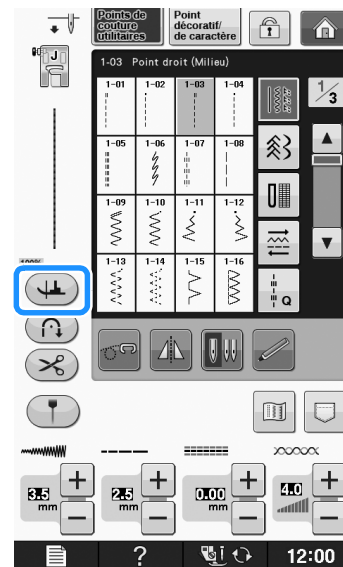 Points de
couture
utilitaires
Point
décoratif/
de caractère
J
1-03 Point droit (Milieu)
1-01 1-02 1-03 1-04
1/3
1-05 1-06 1-07 1-08
1-09 1-10 1-11 1-12
1-13 1-14 1-15 1-16
100%
Q
3.5 mm
2.5 mm
0.00 mm
4.0
? 12:00